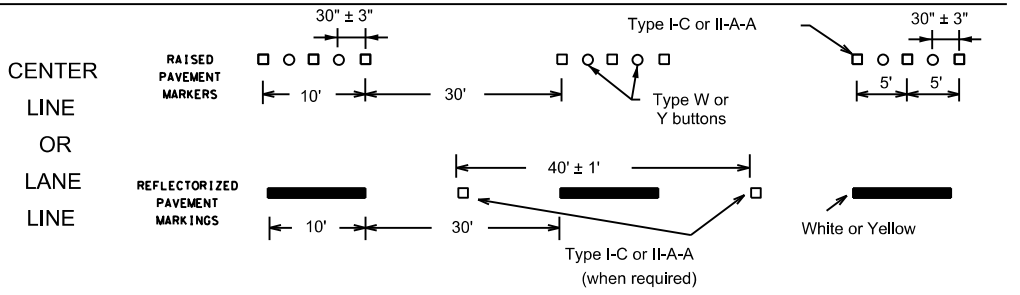 CENTER
LINE
OR
LANE
LINE
RAISED
PAVEMENT
MARKERS
30" ± 3"
10'
30'
Type W or
Y buttons
Type I-C or II-A-A
30" ± 3"
5'
5'
REFLECTORIZED
PAVEMENT
MARKINGS
10'
30'
40' ± 1'
Type I-C or II-A-A
(when required)
White or Yellow